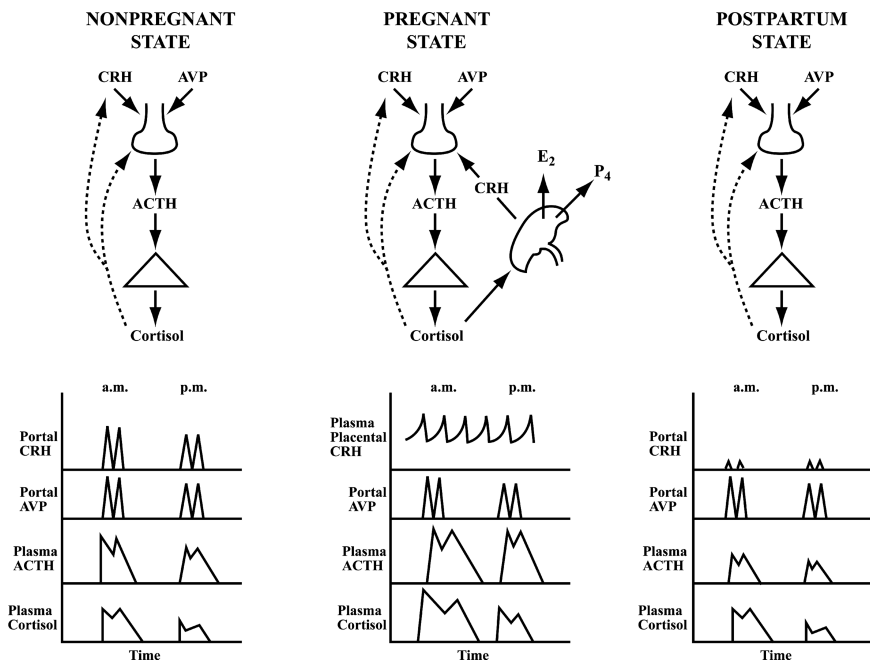 NONPREGNANT
STATE
CRH
AVP
ACTH
Cortisol
a.m.
p.m.
Portal
CRH
Portal
AVP
Plasma
ACTH
Plasma
Cortisol
Time
PREGNANT
STATE
CRH
AVP
E2
P4
CRH
ACTH
Cortisol
a.m.
p.m.
Plasma
Placental
CRH
Portal
AVP
Plasma
ACTH
Plasma
Cortisol
Time
POSTPARTUM
STATE
CRH
AVP
ACTH
Cortisol
a.m.
p.m.
Portal
CRH
Portal
AVP
Plasma
ACTH
Plasma
Cortisol
Time